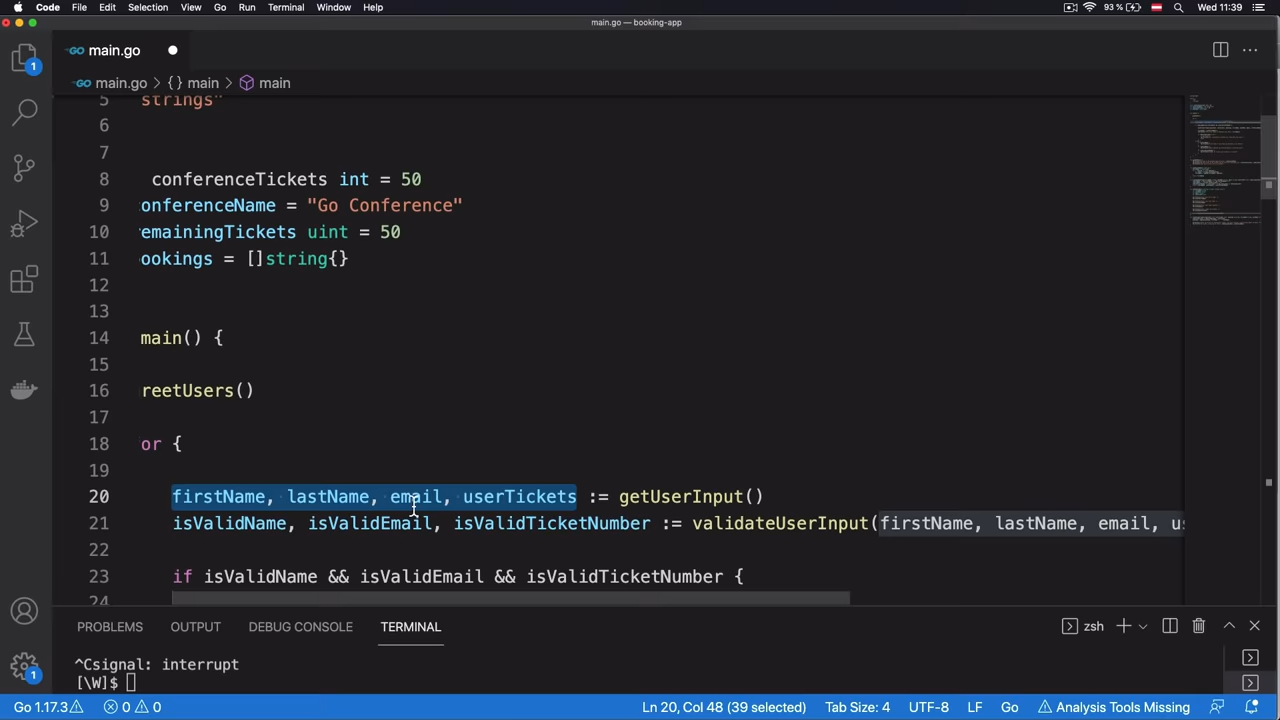 Code File Edit Selection View Go Run Terminal Window Help 93 % Wed 11:39
main.go — booking-app
GO main.go
GO main.go > { } main > main
1
5 strings"
6
7
8 conferenceTickets int = 50
9 onferenceName = "Go Conference"
10 emainingTickets uint = 50
11 ookings = []string{}
12
13
14 main() {
15
16 reetUsers()
17
18 or {
19
20 firstName, lastName, email, userTickets := getUserInput()
21 isValidName, isValidEmail, isValidTicketNumber := validateUserInput(firstName, lastName, email, us
22
23 if isValidName && isValidEmail && isValidTicketNumber {
24
PROBLEMS OUTPUT DEBUG CONSOLE TERMINAL zsh
^Csignal: interrupt
[\W]$
1
Go 1.17.3 0 0 Ln 20, Col 48 (39 selected) Tab Size: 4 UTF-8 LF Go Analysis Tools Missing